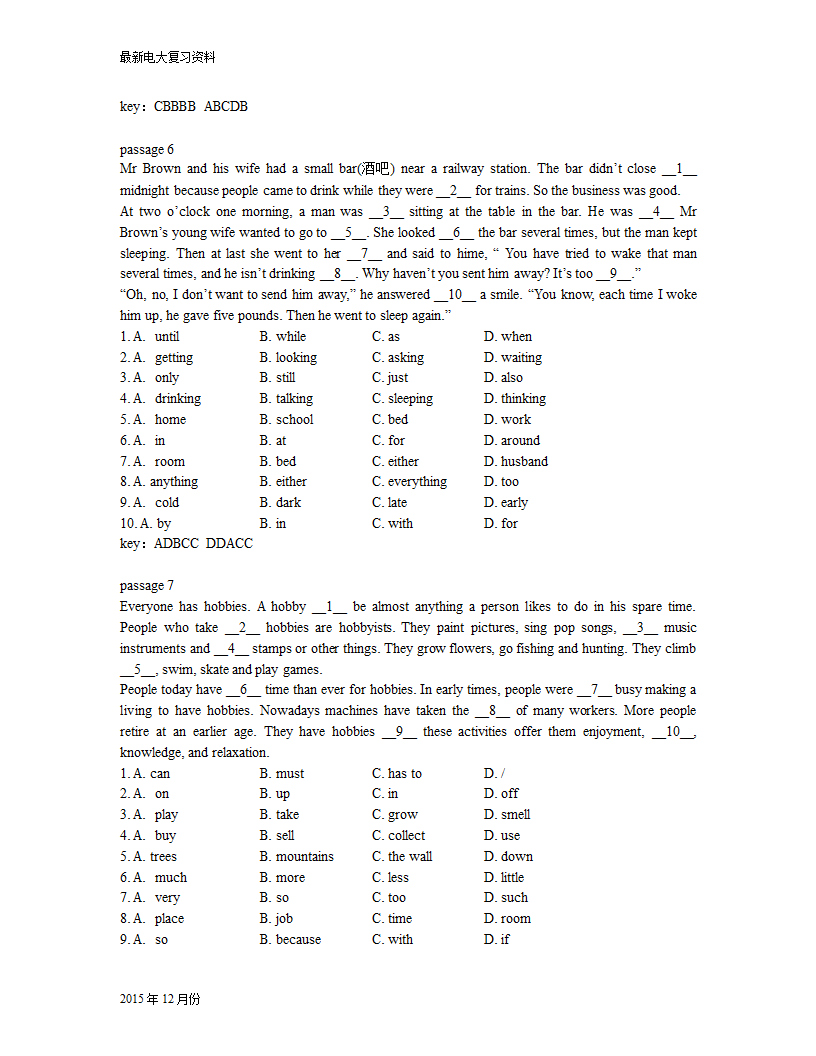 最新电大复习资料
key：CBBBB ABCDB
passage 6
Mr Brown and his wife had a small bar(酒吧) near a railway station. The bar didn’t close __1__
midnight because people came to drink while they were __2__ for trains. So the business was good.
At two o’clock one morning, a man was __3__ sitting at the table in the bar. He was __4__ Mr
Brown’s young wife wanted to go to __5__. She looked __6__ the bar several times, but the man kept
sleeping. Then at last she went to her __7__ and said to hime, “ You have tried to wake that man
several times, and he isn’t drinking __8__. Why haven’t you sent him away? It’s too __9__.”
“Oh, no, I don’t want to send him away,” he answered __10__ a smile. “You know, each time I woke
him up, he gave five pounds. Then he went to sleep again.”
1. A. until B. while C. as D. when
2. A. getting B. looking C. asking D. waiting
3. A. only B. still C. just D. also
4. A. drinking B. talking C. sleeping D. thinking
5. A. home B. school C. bed D. work
6. A. in B. at C. for D. around
7. A. room B. bed C. either D. husband
8. A. anything B. either C. everything D. too
9. A. cold B. dark C. late D. early
10. A. by B. in C. with D. for
key：ADBCC DDACC
passage 7
Everyone has hobbies. A hobby __1__ be almost anything a person likes to do in his spare time.
People who take __2__ hobbies are hobbyists. They paint pictures, sing pop songs, __3__ music
instruments and __4__ stamps or other things. They grow flowers, go fishing and hunting. They climb
__5__, swim, skate and play games.
People today have __6__ time than ever for hobbies. In early times, people were __7__ busy making a
living to have hobbies. Nowadays machines have taken the __8__ of many workers. More people
retire at an earlier age. They have hobbies __9__ these activities offer them enjoyment, __10__,
knowledge, and relaxation.
1. A. can B. must C. has to D. /
2. A. on B. up C. in D. off
3. A. play B. take C. grow D. smell
4. A. buy B. sell C. collect D. use
5. A. trees B. mountains C. the wall D. down
6. A. much B. more C. less D. little
7. A. very B. so C. too D. such
8. A. place B. job C. time D. room
9. A. so B. because C. with D. if
2015 年 12 月份